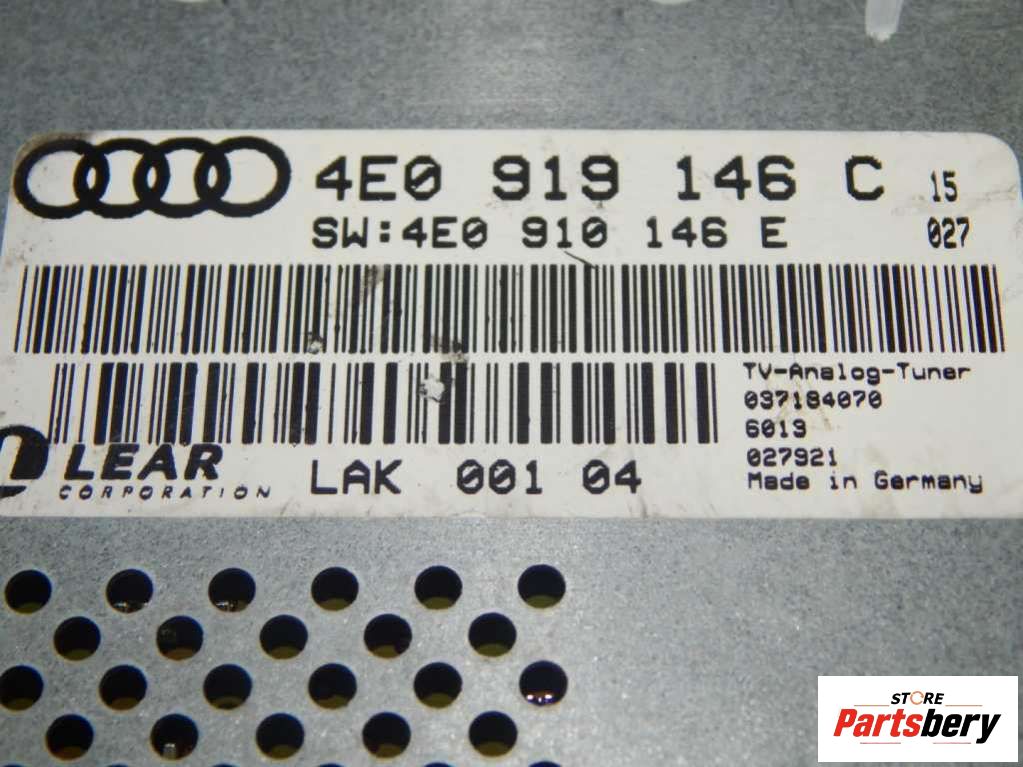 4E0 919 146 C 15
SW:4E0 910 146 E 027
TV-Analog-Tuner
037184070
6013
027921
Made in Germany
LEAR
CORPORATION
LAK 001 04
STORE
Partsbery